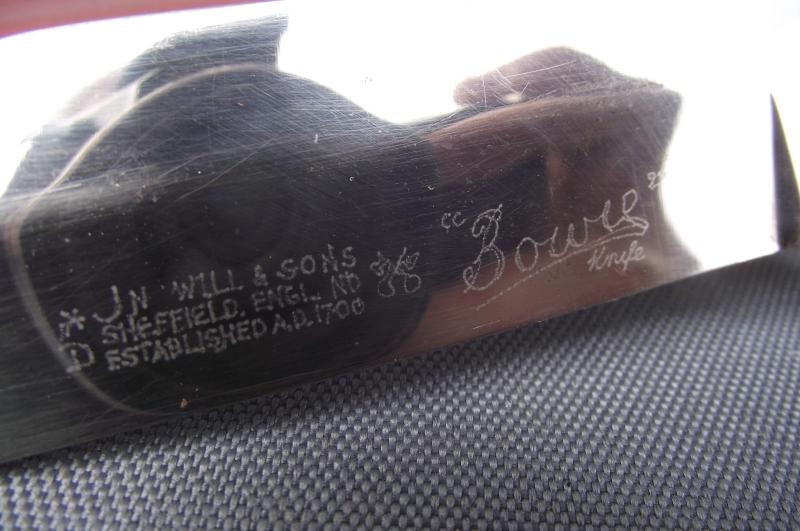 * JN WILL & SONS
D SHEFFIELD. ENGL. ND
ESTABLISHED A.D. 1700
"Bowie"
Knife